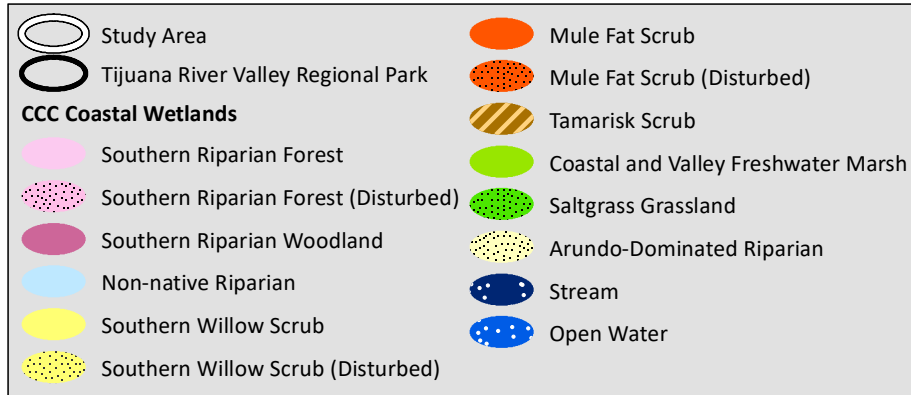 Study Area
Tijuana River Valley Regional Park
CCC Coastal Wetlands
Southern Riparian Forest
Southern Riparian Forest (Disturbed)
Southern Riparian Woodland
Non-native Riparian
Southern Willow Scrub
Southern Willow Scrub (Disturbed)
Mule Fat Scrub
Mule Fat Scrub (Disturbed)
Tamarisk Scrub
Coastal and Valley Freshwater Marsh
Saltgrass Grassland
Arundo-Dominated Riparian
Stream
Open Water